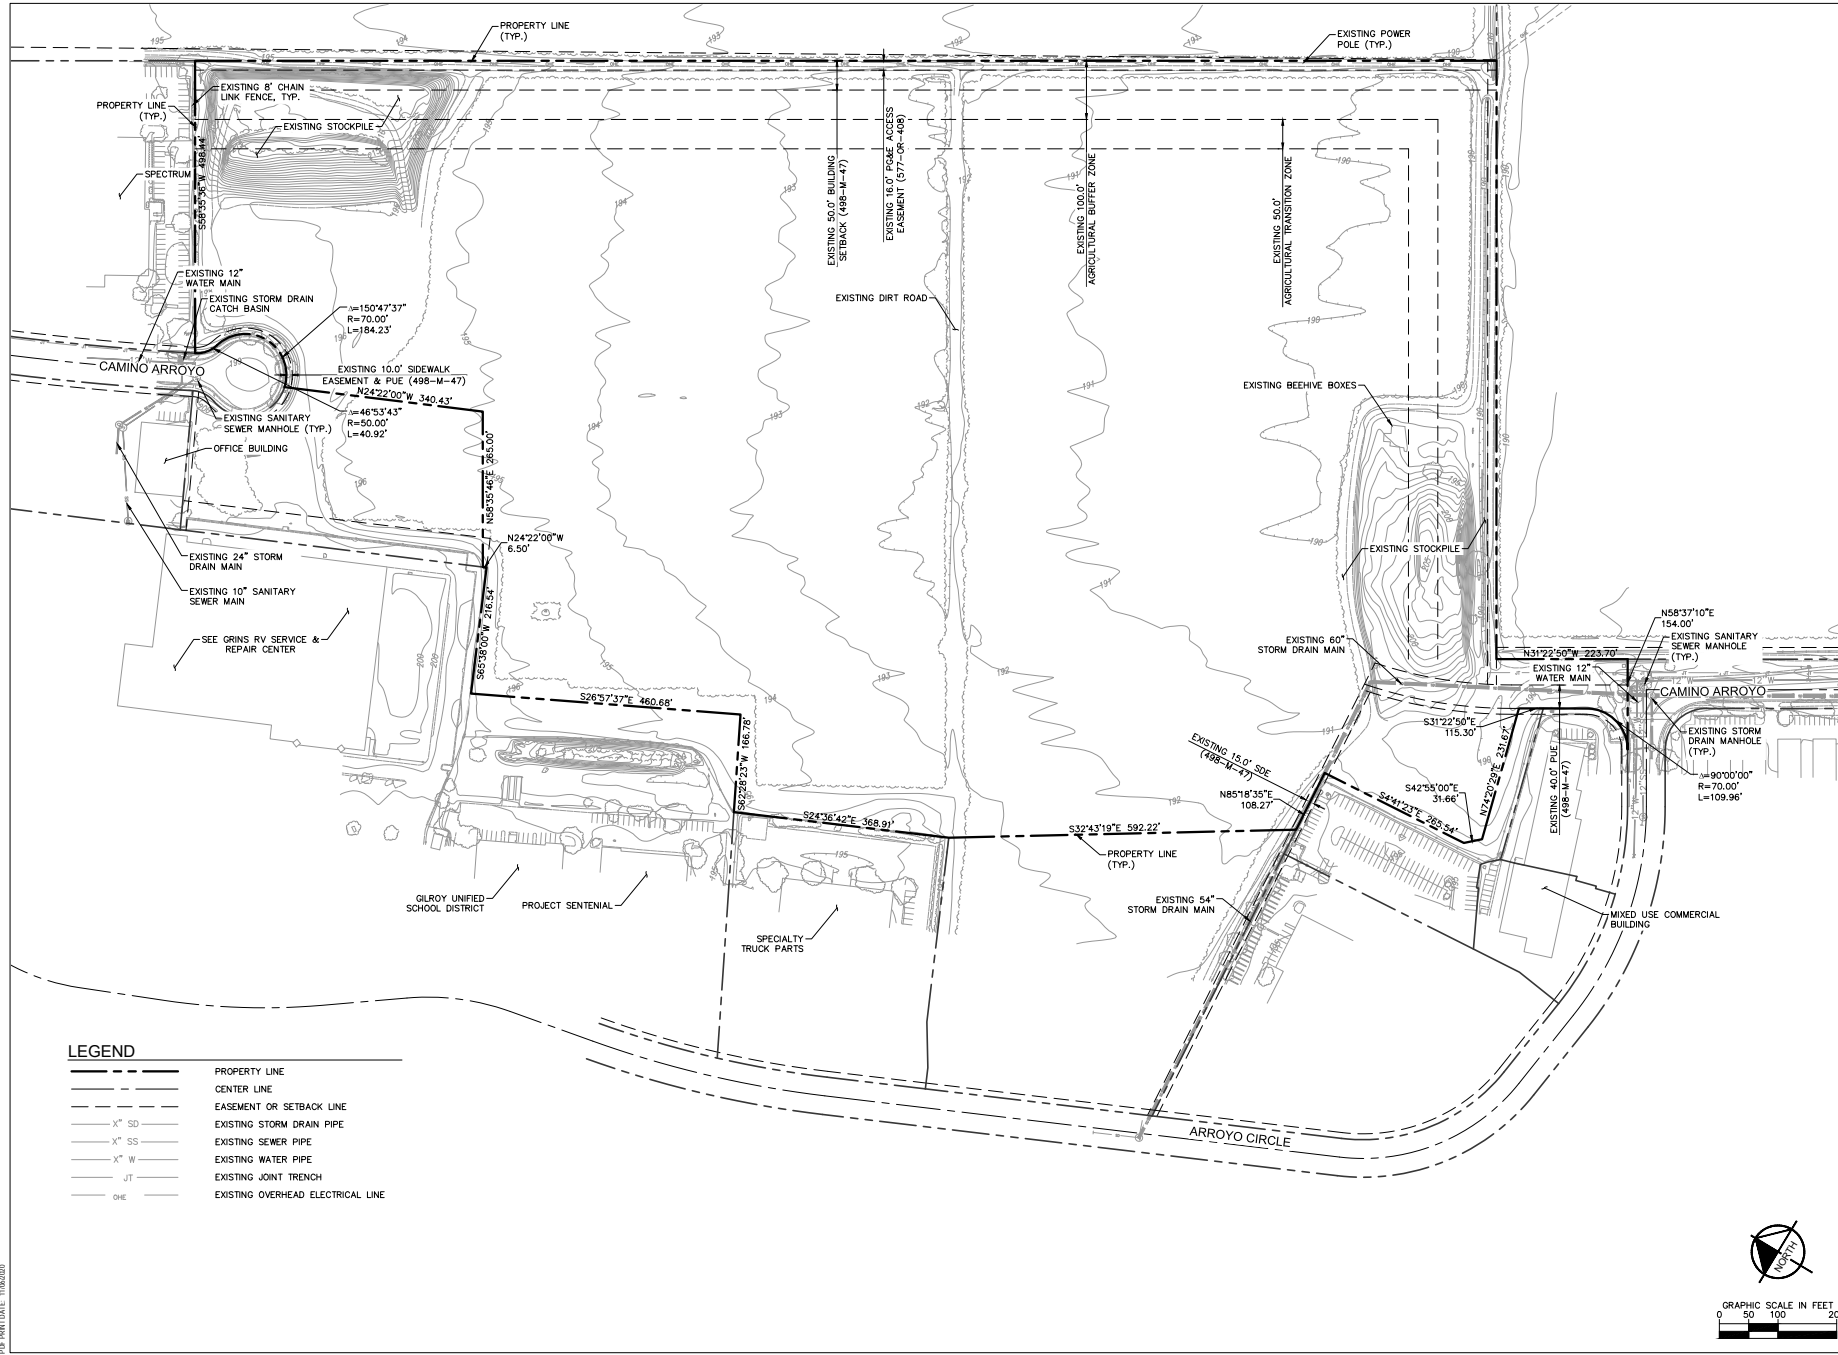 PROPERTY LINE
(TYP.)
EXISTING POWER
POLE (TYP.)
EXISTING 8' CHAIN
LINK FENCE, TYP.
PROPERTY LINE
(TYP.)
EXISTING STOCKPILE
SPECTRUM
S58°35'36"W 498.44'
EXISTING 50.0' BUILDING
SETBACK (498-M-47)
EXISTING 16.0' PG&E ACCESS
EASEMENT (577-OR-408)
EXISTING 100.0'
AGRICULTURAL BUFFER ZONE
EXISTING 50.0'
AGRICULTURAL TRANSITION ZONE
EXISTING 12"
WATER MAIN
EXISTING STORM DRAIN
CATCH BASIN
Δ=150°47'37"
R=70.00'
L=184.23'
EXISTING DIRT ROAD
CAMINO ARROYO
EXISTING 10.0' SIDEWALK
EASEMENT & PUE (498-M-47)
N24°22'00"W 340.43'
Δ=46°53'43"
R=50.00'
L=40.92'
EXISTING SANITARY
SEWER MANHOLE (TYP.)
OFFICE BUILDING
N58°35'46"E 265.00'
EXISTING BEEHIVE BOXES
N24°22'00"W
6.50'
EXISTING 24" STORM
DRAIN MAIN
EXISTING 10" SANITARY
SEWER MAIN
EXISTING STOCKPILE
SEE GRINS RV SERVICE &
REPAIR CENTER
S65°38'00"W 216.54'
EXISTING 60"
STORM DRAIN MAIN
N58°37'10"E
154.00'
EXISTING SANITARY
SEWER MANHOLE
(TYP.)
N31°22'50"W 223.70'
EXISTING 12"
WATER MAIN
CAMINO ARROYO
S26°57'37"E 460.68'
S62°28'23"W 166.78'
S31°22'50"E
115.30'
EXISTING STORM
DRAIN MANHOLE
(TYP.)
Δ=90°00'00"
R=70.00'
L=109.96'
EXISTING 15.0' SDE
(498-M-47)
N85°18'35"E
108.27'
S42°55'00"E
31.66'
S4°41'23"E 265.54'
N74°20'29"E 231.67'
EXISTING 40.0' PUE
(498-M-47)
S24°36'42"E 368.91'
S32°43'19"E 592.22'
PROPERTY LINE
(TYP.)
GILROY UNIFIED
SCHOOL DISTRICT
PROJECT SENTENIAL
SPECIALTY
TRUCK PARTS
EXISTING 54"
STORM DRAIN MAIN
MIXED USE COMMERCIAL
BUILDING
ARROYO CIRCLE
LEGEND
PROPERTY LINE
CENTER LINE
EASEMENT OR SETBACK LINE
X" SD EXISTING STORM DRAIN PIPE
X" SS EXISTING SEWER PIPE
X" W EXISTING WATER PIPE
JT EXISTING JOINT TRENCH
OHE EXISTING OVERHEAD ELECTRICAL LINE
NORTH
GRAPHIC SCALE IN FEET
0 50 100 20
PDF PRINT DATE: 11/06/2020